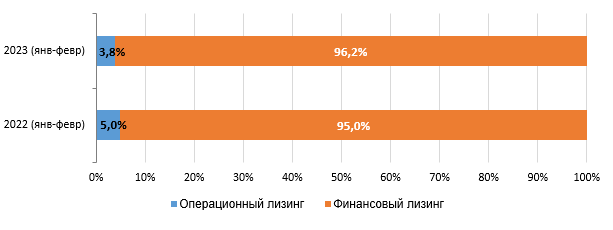 2023 (янв-февр)
3,8%
96,2%
2022 (янв-февр)
5,0%
95,0%
0% 10% 20% 30% 40% 50% 60% 70% 80% 90% 100%
Операционный лизинг Финансовый лизинг